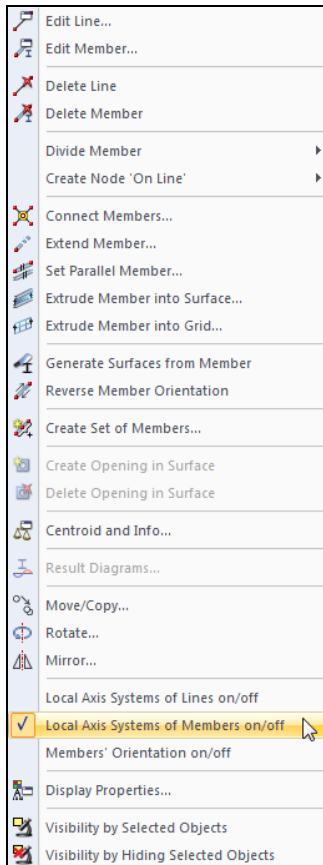 Edit Line...
Edit Member...
Delete Line
Delete Member
Divide Member
Create Node 'On Line'
Connect Members...
Extend Member...
Set Parallel Member...
Extrude Member into Surface...
Extrude Member into Grid...
Generate Surfaces from Member
Reverse Member Orientation
Create Set of Members...
Create Opening in Surface
Delete Opening in Surface
Centroid and Info...
Result Diagrams...
Move/Copy...
Rotate...
Mirror...
Local Axis Systems of Lines on/off
Local Axis Systems of Members on/off
Members' Orientation on/off
Display Properties...
Visibility by Selected Objects
Visibility by Hiding Selected Objects